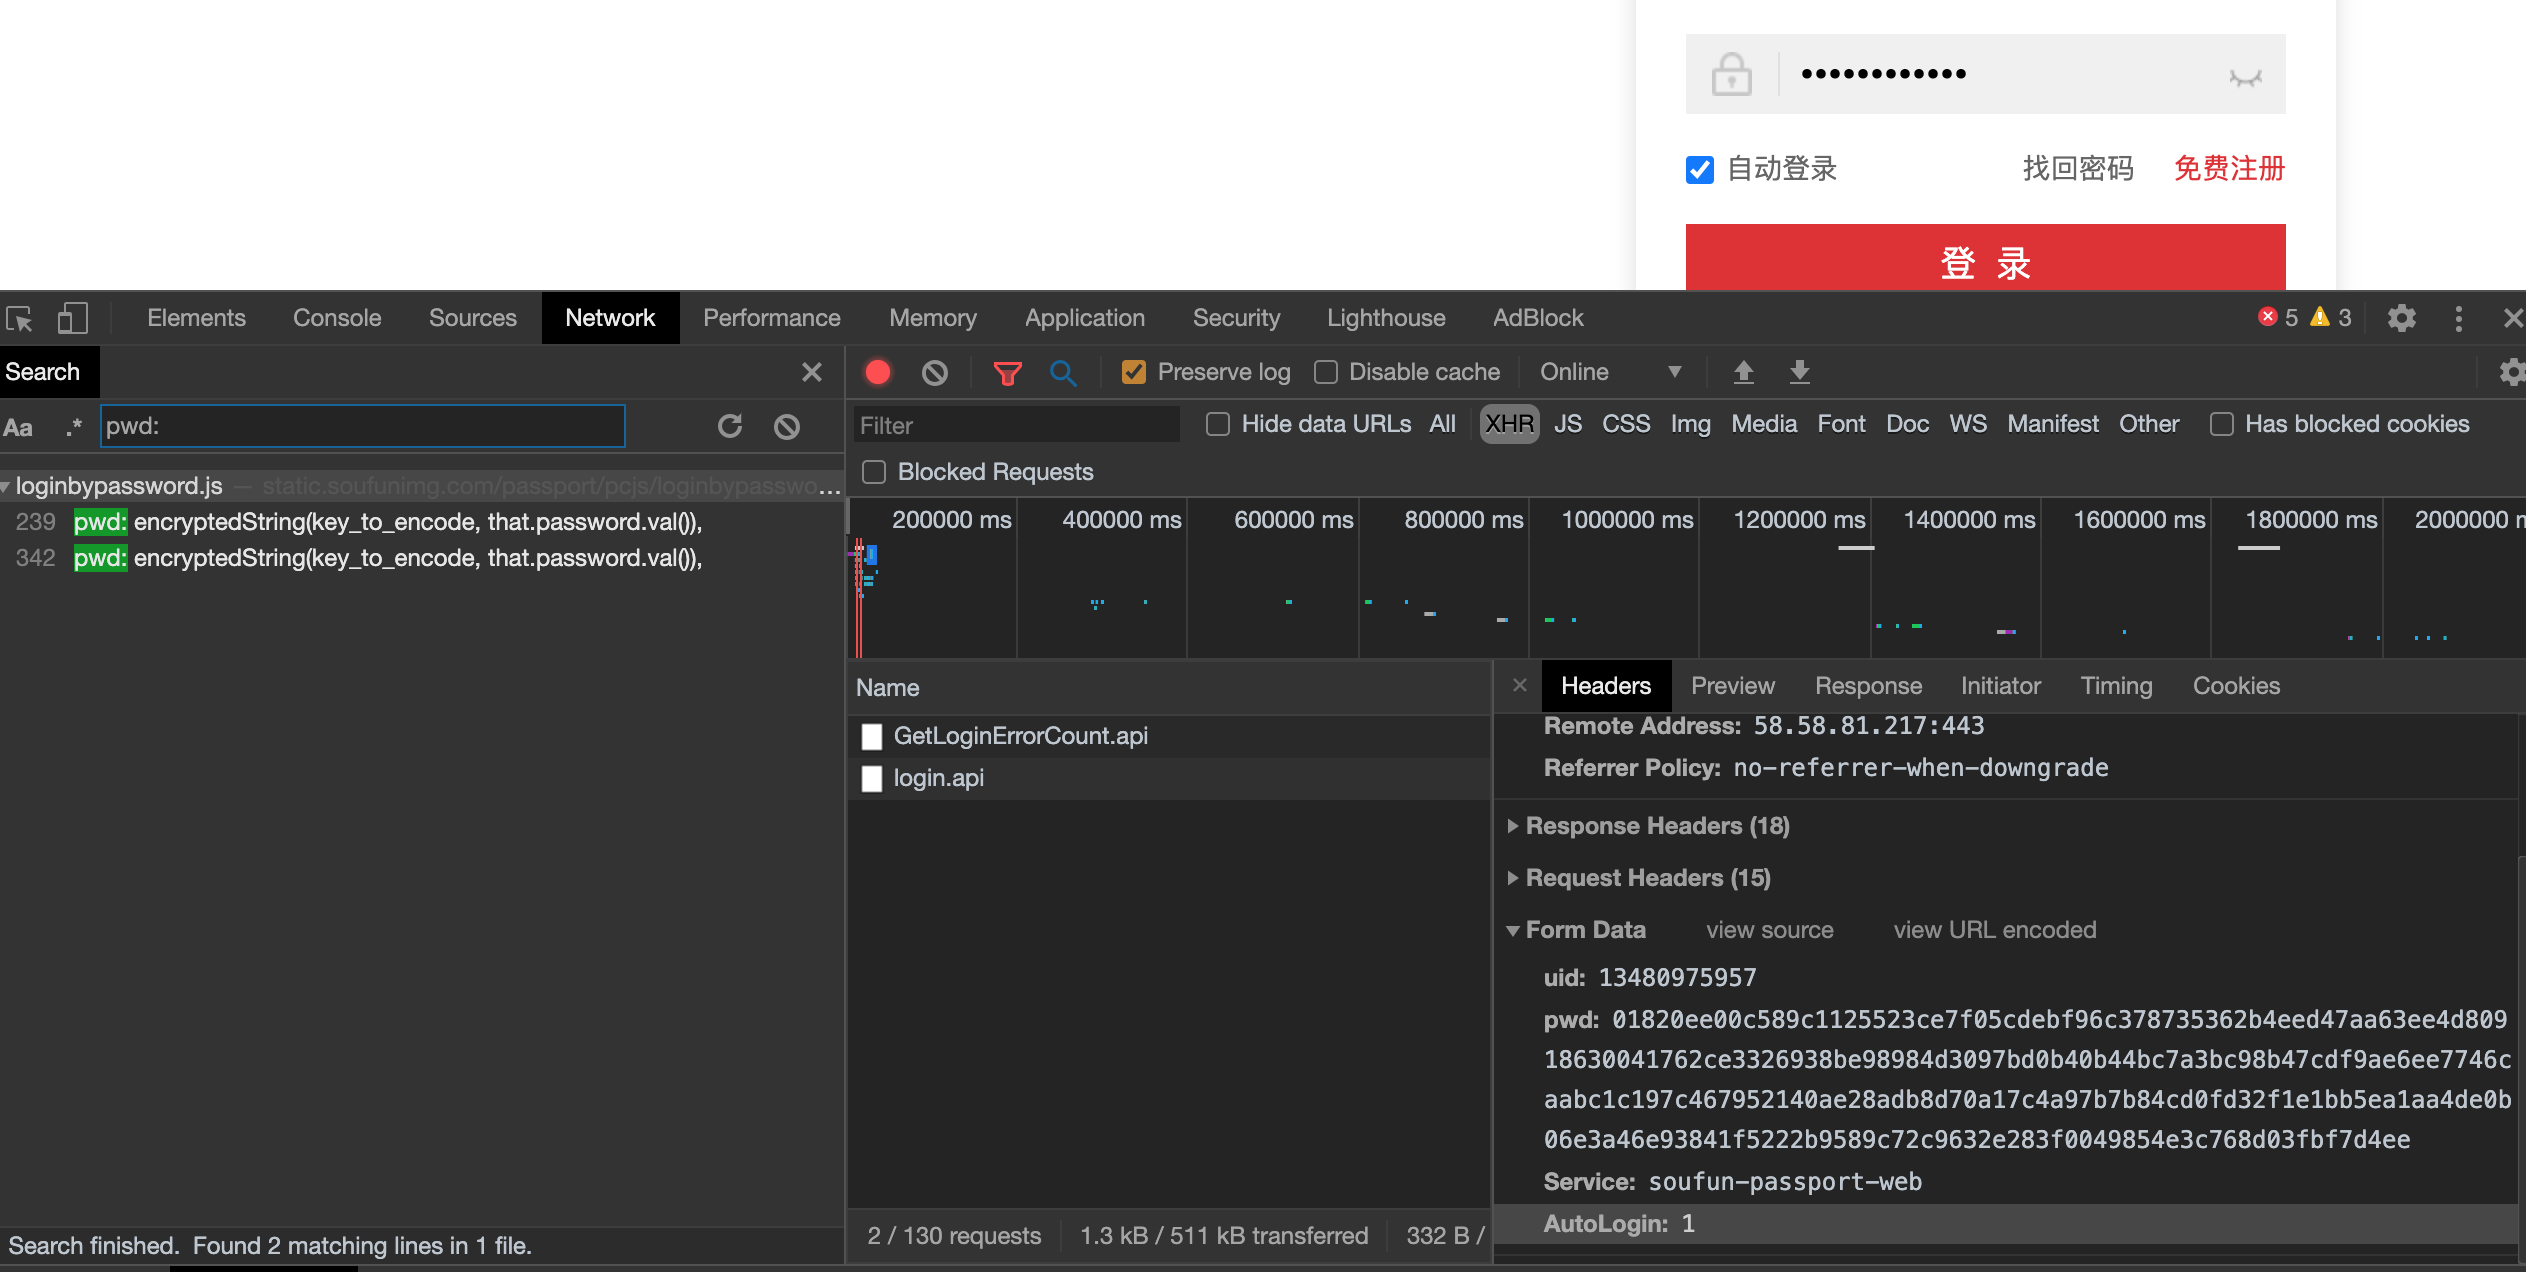 ••••••••••••
自动登录 找回密码 免费注册
登 录
Elements Console Sources Network Performance Memory Application Security Lighthouse AdBlock 5 3
Search
Preserve log Disable cache Online
Aa .* pwd:
Filter Hide data URLs All XHR JS CSS Img Media Font Doc WS Manifest Other Has blocked cookies
Blocked Requests
loginbypassword.js — static.soufunimg.com/passport/pcjs/loginbypasswo...
239 pwd: encryptedString(key_to_encode, that.password.val()),
342 pwd: encryptedString(key_to_encode, that.password.val()),
200000 ms 400000 ms 600000 ms 800000 ms 1000000 ms 1200000 ms 1400000 ms 1600000 ms 1800000 ms 2000000 m
Name
GetLoginErrorCount.api
login.api
Headers Preview Response Initiator Timing Cookies
Remote Address: 58.58.81.217:443
Referrer Policy: no-referrer-when-downgrade
Response Headers (18)
Request Headers (15)
Form Data view source view URL encoded
uid: 13480975957
pwd: 01820ee00c589c1125523ce7f05cdebf96c378735362b4eed47aa63ee4d809
18630041762ce3326938be98984d3097bd0b40b44bc7a3bc98b47cdf9ae6ee7746c
aabc1c197c467952140ae28adb8d70a17c4a97b7b84cd0fd32f1e1bb5ea1aa4de0b
06e3a46e93841f5222b9589c72c9632e283f0049854e3c768d03fbf7d4ee
Service: soufun-passport-web
AutoLogin: 1
Search finished. Found 2 matching lines in 1 file.
2 / 130 requests 1.3 kB / 511 kB transferred 332 B /